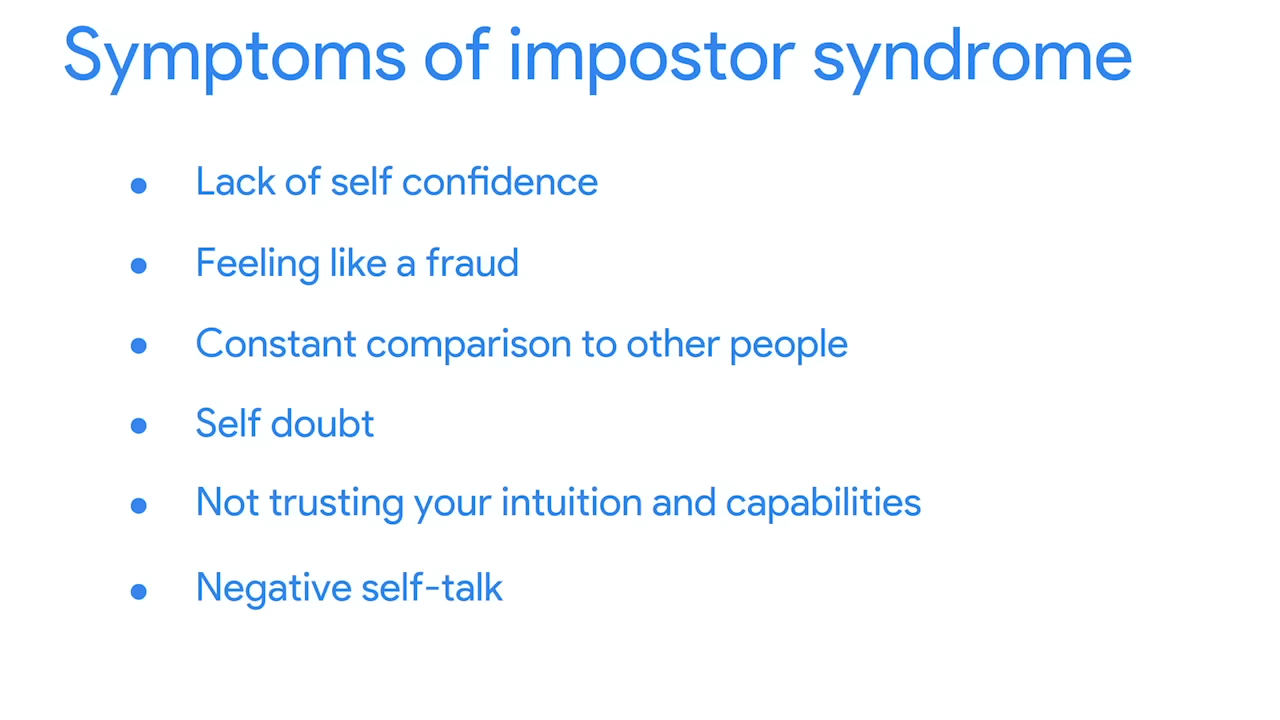 Symptoms of impostor syndrome
• Lack of self confidence
• Feeling like a fraud
• Constant comparison to other people
• Self doubt
• Not trusting your intuition and capabilities
• Negative self-talk